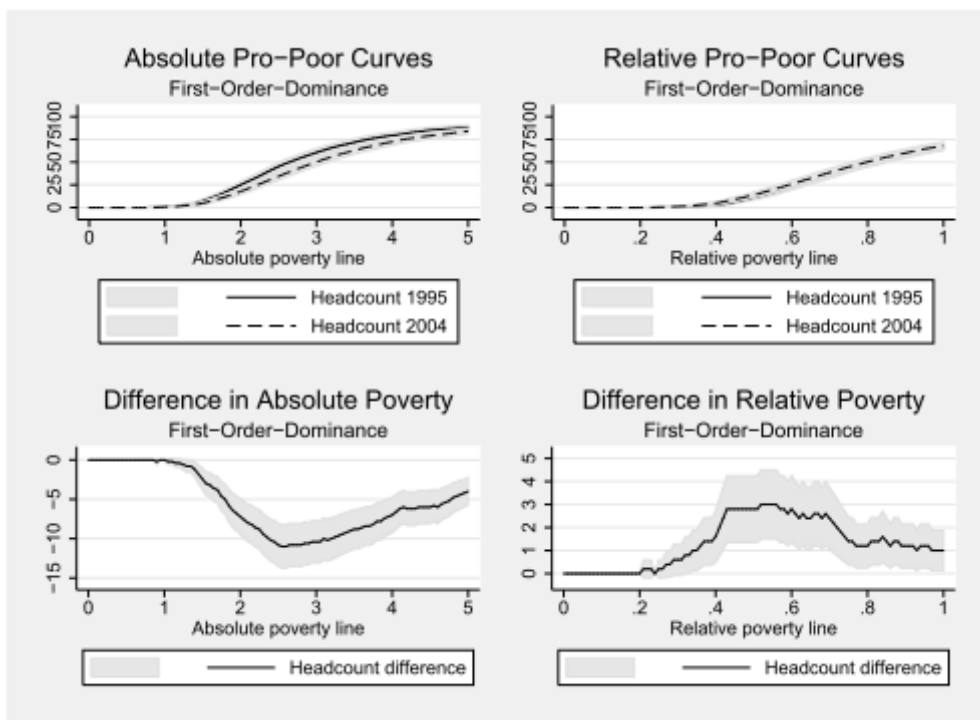 Absolute Pro-Poor Curves
First-Order-Dominance
0 25 50 75 100
0 1 2 3 4 5
Absolute poverty line
Headcount 1995
Headcount 2004
Relative Pro-Poor Curves
First-Order-Dominance
0 25 50 75 100
0 .2 .4 .6 .8 1
Relative poverty line
Headcount 1995
Headcount 2004
Difference in Absolute Poverty
First-Order-Dominance
-15 -10 -5 0
0 1 2 3 4 5
Absolute poverty line
Headcount difference
Difference in Relative Poverty
First-Order-Dominance
0 1 2 3 4 5
0 .2 .4 .6 .8 1
Relative poverty line
Headcount difference